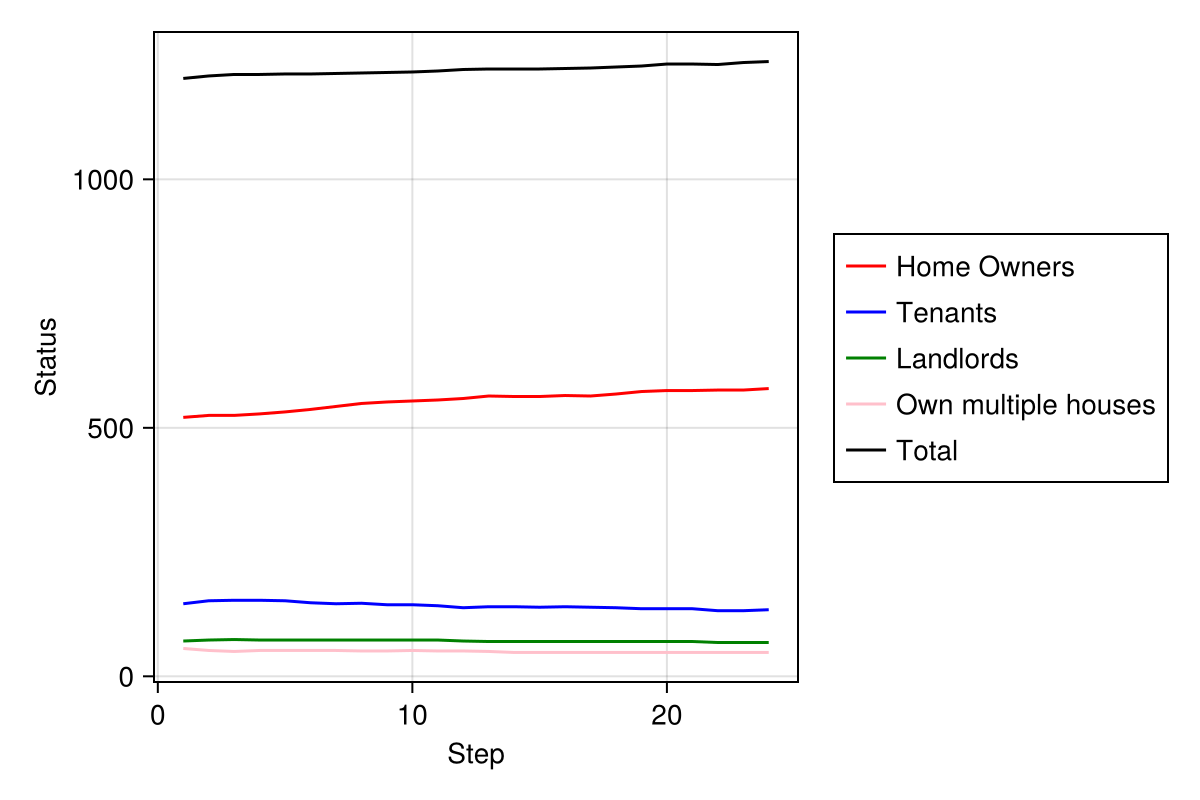 1000
500
0
0
10
20
Status
Step
Home Owners
Tenants
Landlords
Own multiple houses
Total